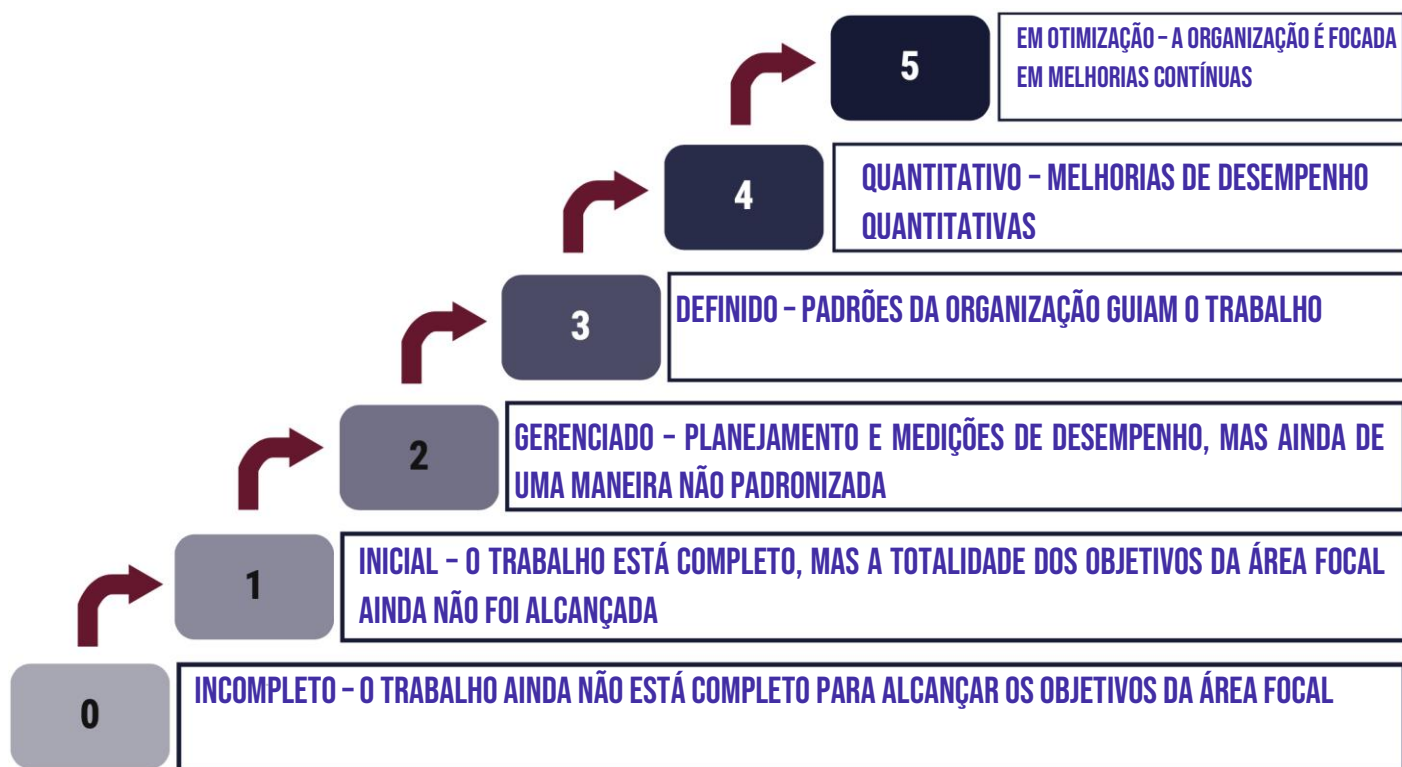 5
EM OTIMIZAÇÃO – A ORGANIZAÇÃO É FOCADA
EM MELHORIAS CONTÍNUAS
4
QUANTITATIVO – MELHORIAS DE DESEMPENHO
QUANTITATIVAS
3
DEFINIDO – PADRÕES DA ORGANIZAÇÃO GUIAM O TRABALHO
2
GERENCIADO – PLANEJAMENTO E MEDIÇÕES DE DESEMPENHO, MAS AINDA DE
UMA MANEIRA NÃO PADRONIZADA
1
INICIAL – O TRABALHO ESTÁ COMPLETO, MAS A TOTALIDADE DOS OBJETIVOS DA ÁREA FOCAL
AINDA NÃO FOI ALCANÇADA
0
INCOMPLETO – O TRABALHO AINDA NÃO ESTÁ COMPLETO PARA ALCANÇAR OS OBJETIVOS DA ÁREA FOCAL